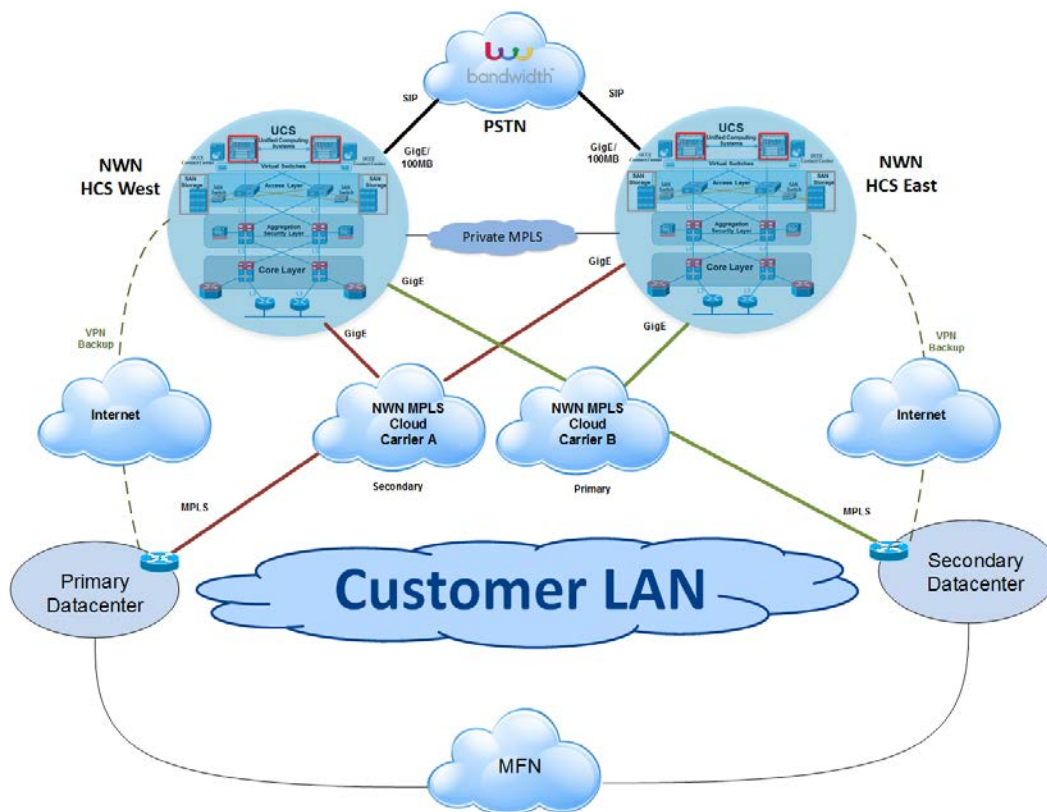 bandwidth
SIP
SIP
PSTN
GigE/
100MB
GigE/
100MB
NWN
HCS West
NWN
HCS East
UCS
Unified Computing
Systems
Virtual Switches
SAN
Storage
SAN
Switch
Access Layer
Aggregation
Security Layer
Core Layer
UCS
Unified Computing
Systems
Virtual Switches
Access Layer
SAN
Switch
SAN
Storage
Aggregation
Security Layer
Core Layer
Private MPLS
GigE
GigE
GigE
GigE
VPN
Backup
VPN
Backup
Internet
NWN MPLS
Cloud
Carrier A
NWN MPLS
Cloud
Carrier B
Internet
Secondary
Primary
MPLS
MPLS
Primary
Datacenter
Customer LAN
Secondary
Datacenter
MFN